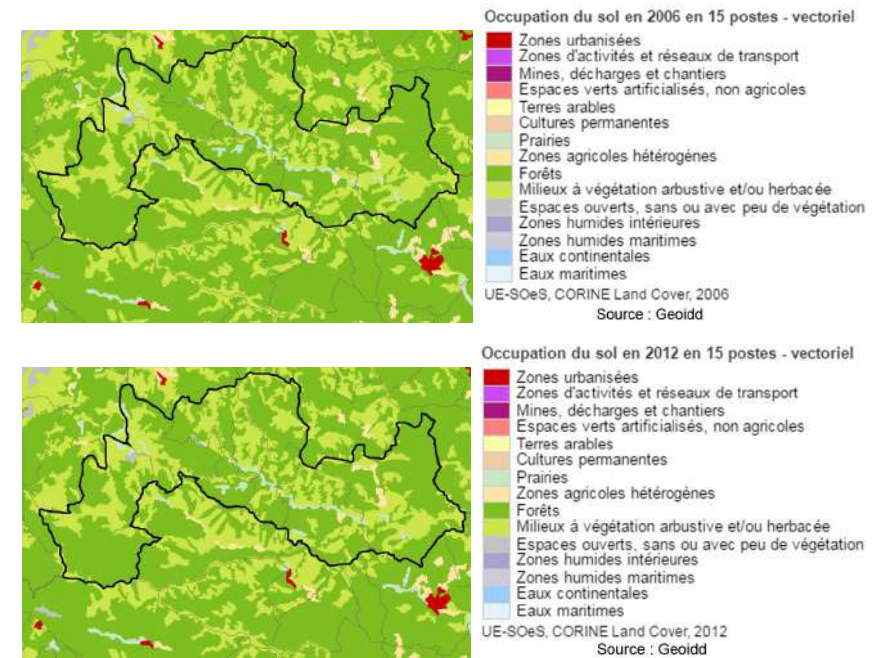 Occupation du sol en 2006 en 15 postes - vectoriel
Zones urbanisées
Zones d'activités et réseaux de transport
Mines, décharges et chantiers
Espaces verts artificialisés, non agricoles
Terres arables
Cultures permanentes
Prairies
Zones agricoles hétérogènes
Forêts
Milieux à végétation arbustive et/ou herbacée
Espaces ouverts, sans ou avec peu de végétation
Zones humides intérieures
Zones humides maritimes
Eaux continentales
Eaux maritimes
UE-SOeS, CORINE Land Cover, 2006
Source : Geoidd
Occupation du sol en 2012 en 15 postes - vectoriel
Zones urbanisées
Zones d'activités et réseaux de transport
Mines, décharges et chantiers
Espaces verts artificialisés, non agricoles
Terres arables
Cultures permanentes
Prairies
Zones agricoles hétérogènes
Forêts
Milieux à végétation arbustive et/ou herbacée
Espaces ouverts, sans ou avec peu de végétation
Zones humides intérieures
Zones humides maritimes
Eaux continentales
Eaux maritimes
UE-SOeS, CORINE Land Cover, 2012
Source : Geoidd